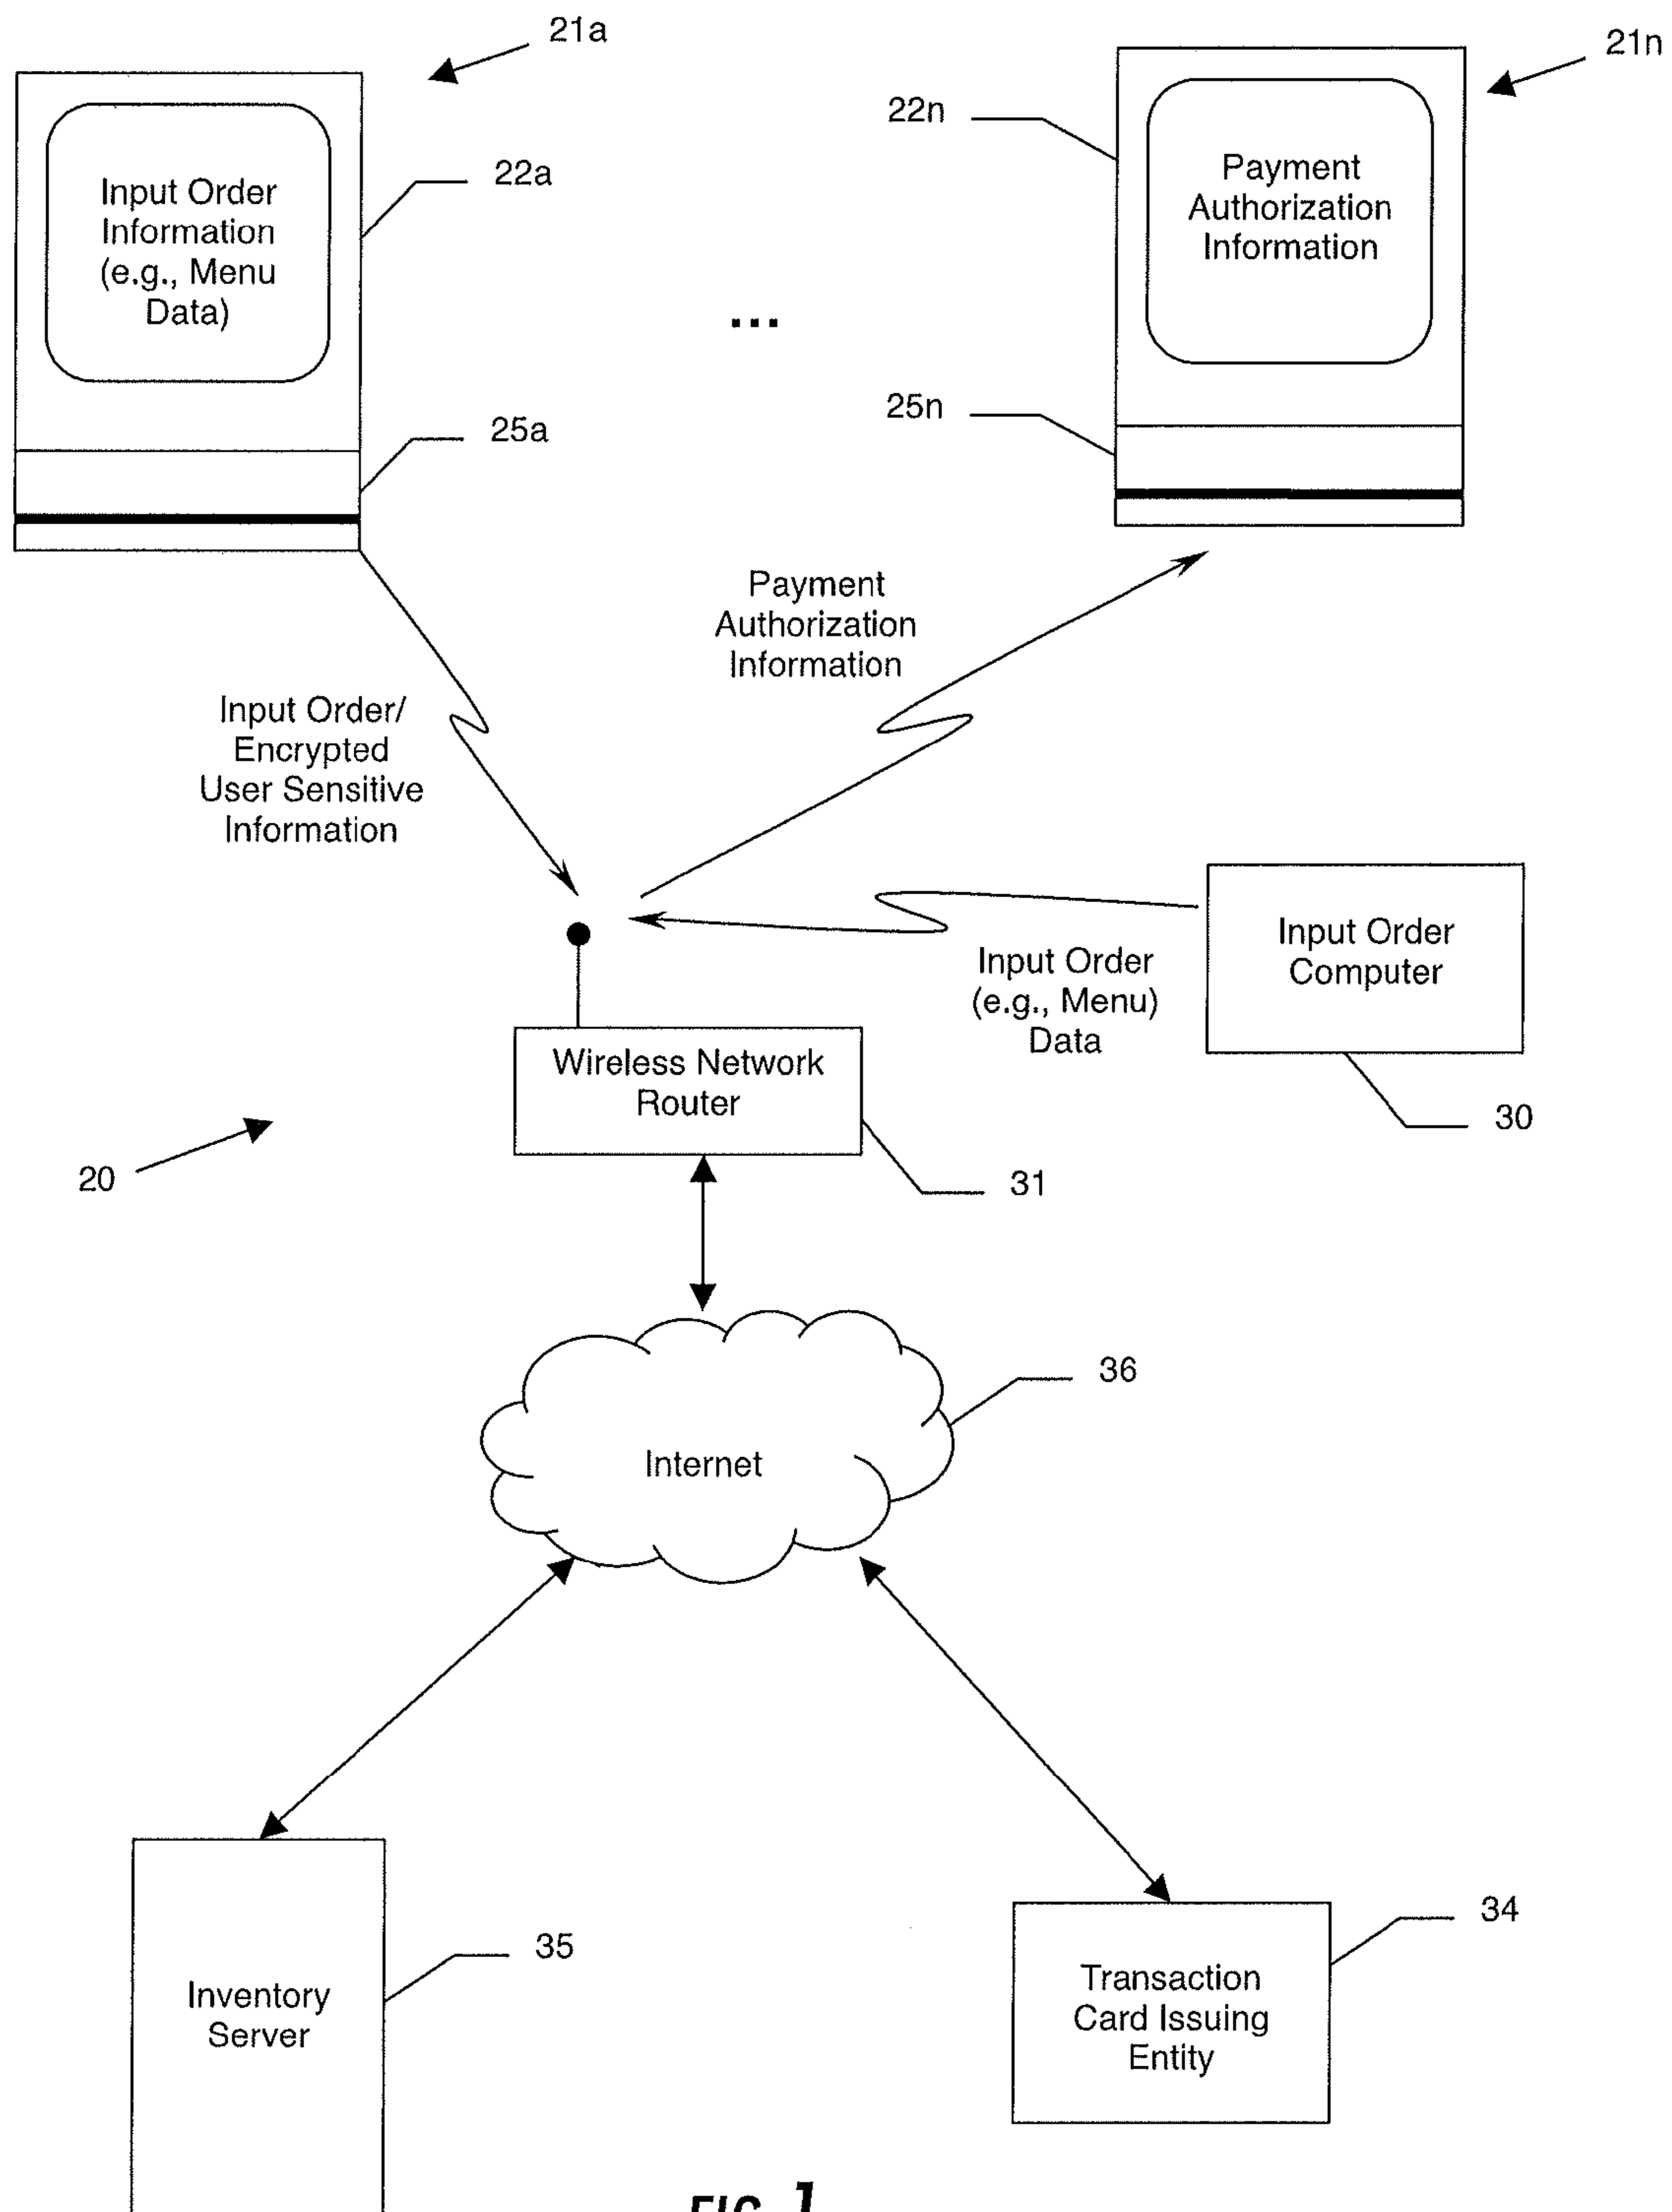 21a
21n
22n
Input Order
Information
(e.g., Menu
Data)
22a
Payment
Authorization
Information
...
25a
25n
Payment
Authorization
Information
Input Order/
Encrypted
User Sensitive
Information
Input Order
Computer
Input Order
(e.g., Menu)
Data
Wireless Network
Router
30
20
31
36
Internet
35
34
Inventory
Server
Transaction
Card Issuing
Entity
FIG. 1